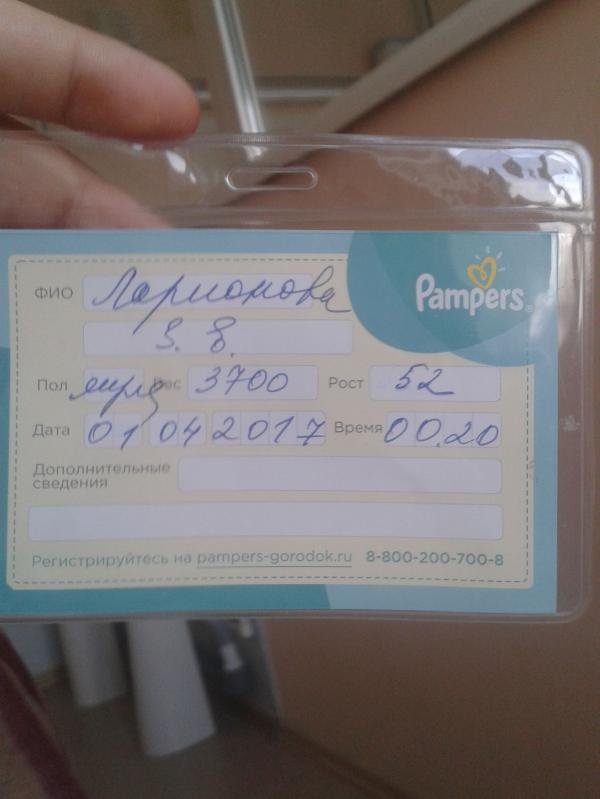 ФИО Ларионова
Pampers
З. В.
Пол муж Вес 3700 Рост 52
Дата 01 04 2017 Время 00.20
Дополнительные
сведения
Регистрируйтесь на pampers-gorodok.ru 8-800-200-700-8